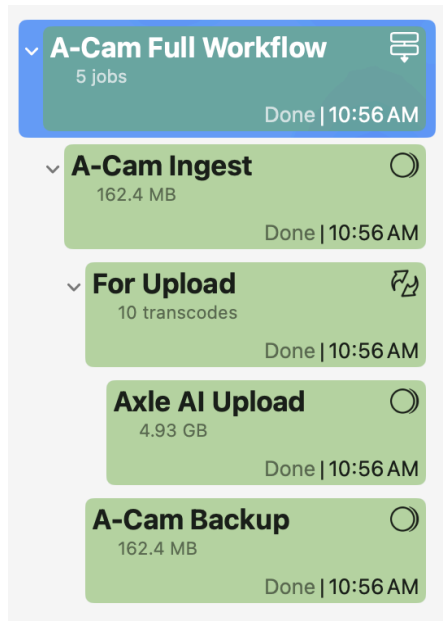 A-Cam Full Workflow
5 jobs
Done | 10:56 AM
A-Cam Ingest
162.4 MB
Done | 10:56 AM
For Upload
10 transcodes
Done | 10:56 AM
Axle AI Upload
4.93 GB
Done | 10:56 AM
A-Cam Backup
162.4 MB
Done | 10:56 AM